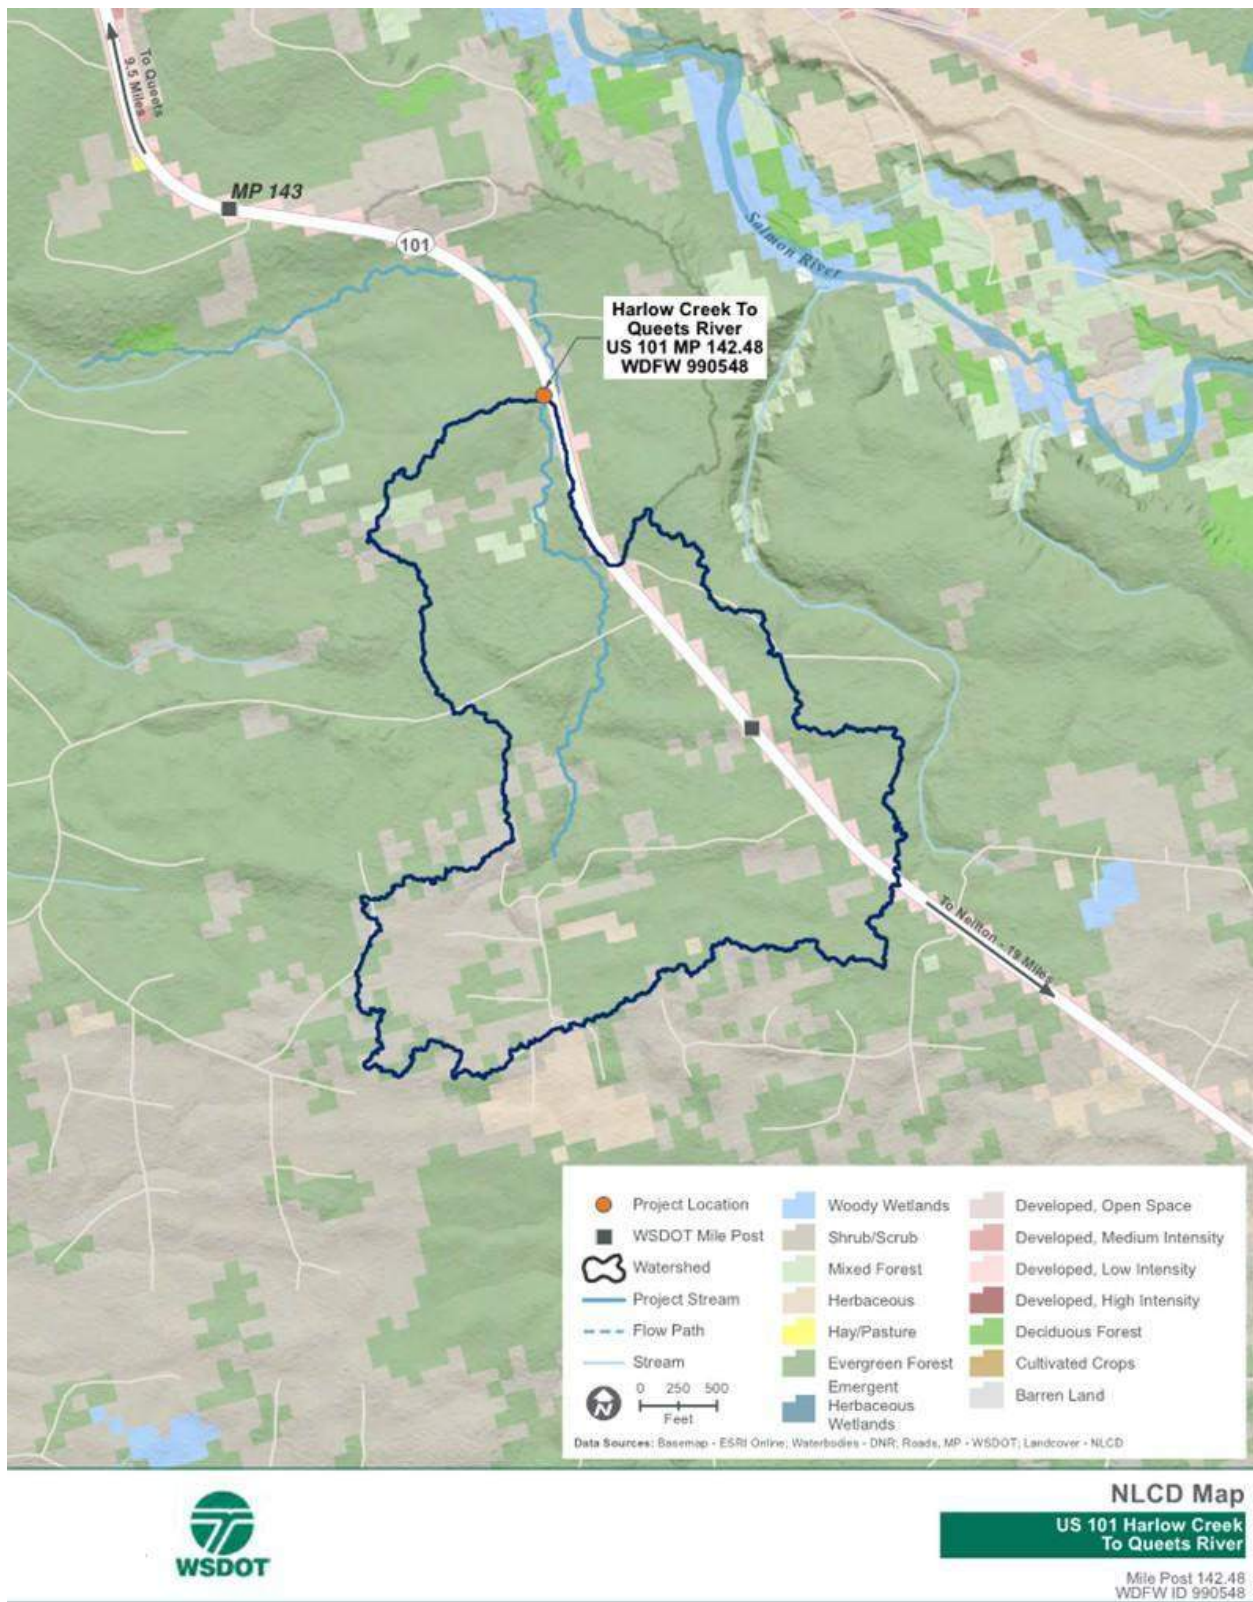 To Queets
9.5 Miles
MP 143
101
Salmon River
Harlow Creek To
Queets River
US 101 MP 142.48
WDFW 990548
To Neilton - 19 Miles
Project Location
WSDOT Mile Post
Watershed
Project Stream
Flow Path
Stream
N
0 250 500
Feet
Woody Wetlands
Shrub/Scrub
Mixed Forest
Herbaceous
Hay/Pasture
Evergreen Forest
Emergent
Herbaceous
Wetlands
Developed, Open Space
Developed, Medium Intensity
Developed, Low Intensity
Developed, High Intensity
Deciduous Forest
Cultivated Crops
Barren Land
Data Sources: Basemap - ESRI Online; Waterbodies - DNR; Roads, MP - WSDOT; Landcover - NLCD
WSDOT
NLCD Map
US 101 Harlow Creek
To Queets River
Mile Post 142.48
WDFW ID 990548